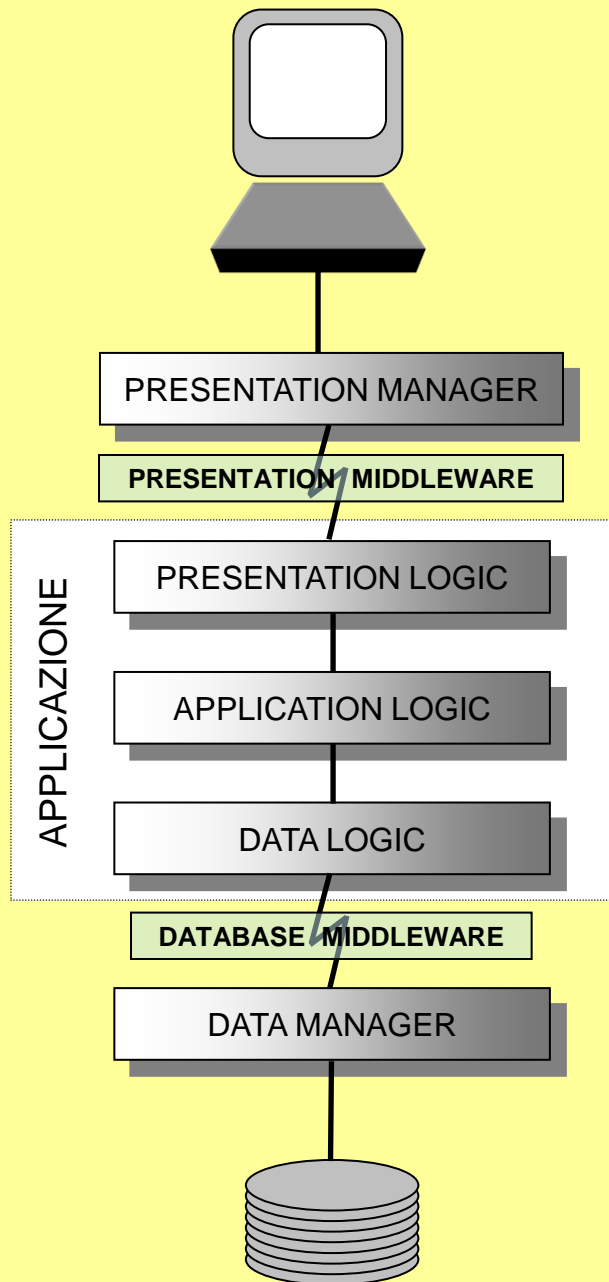 PRESENTATION MANAGER
PRESENTATION MIDDLEWARE
APPLICAZIONE
PRESENTATION LOGIC
APPLICATION LOGIC
DATA LOGIC
DATABASE MIDDLEWARE
DATA MANAGER